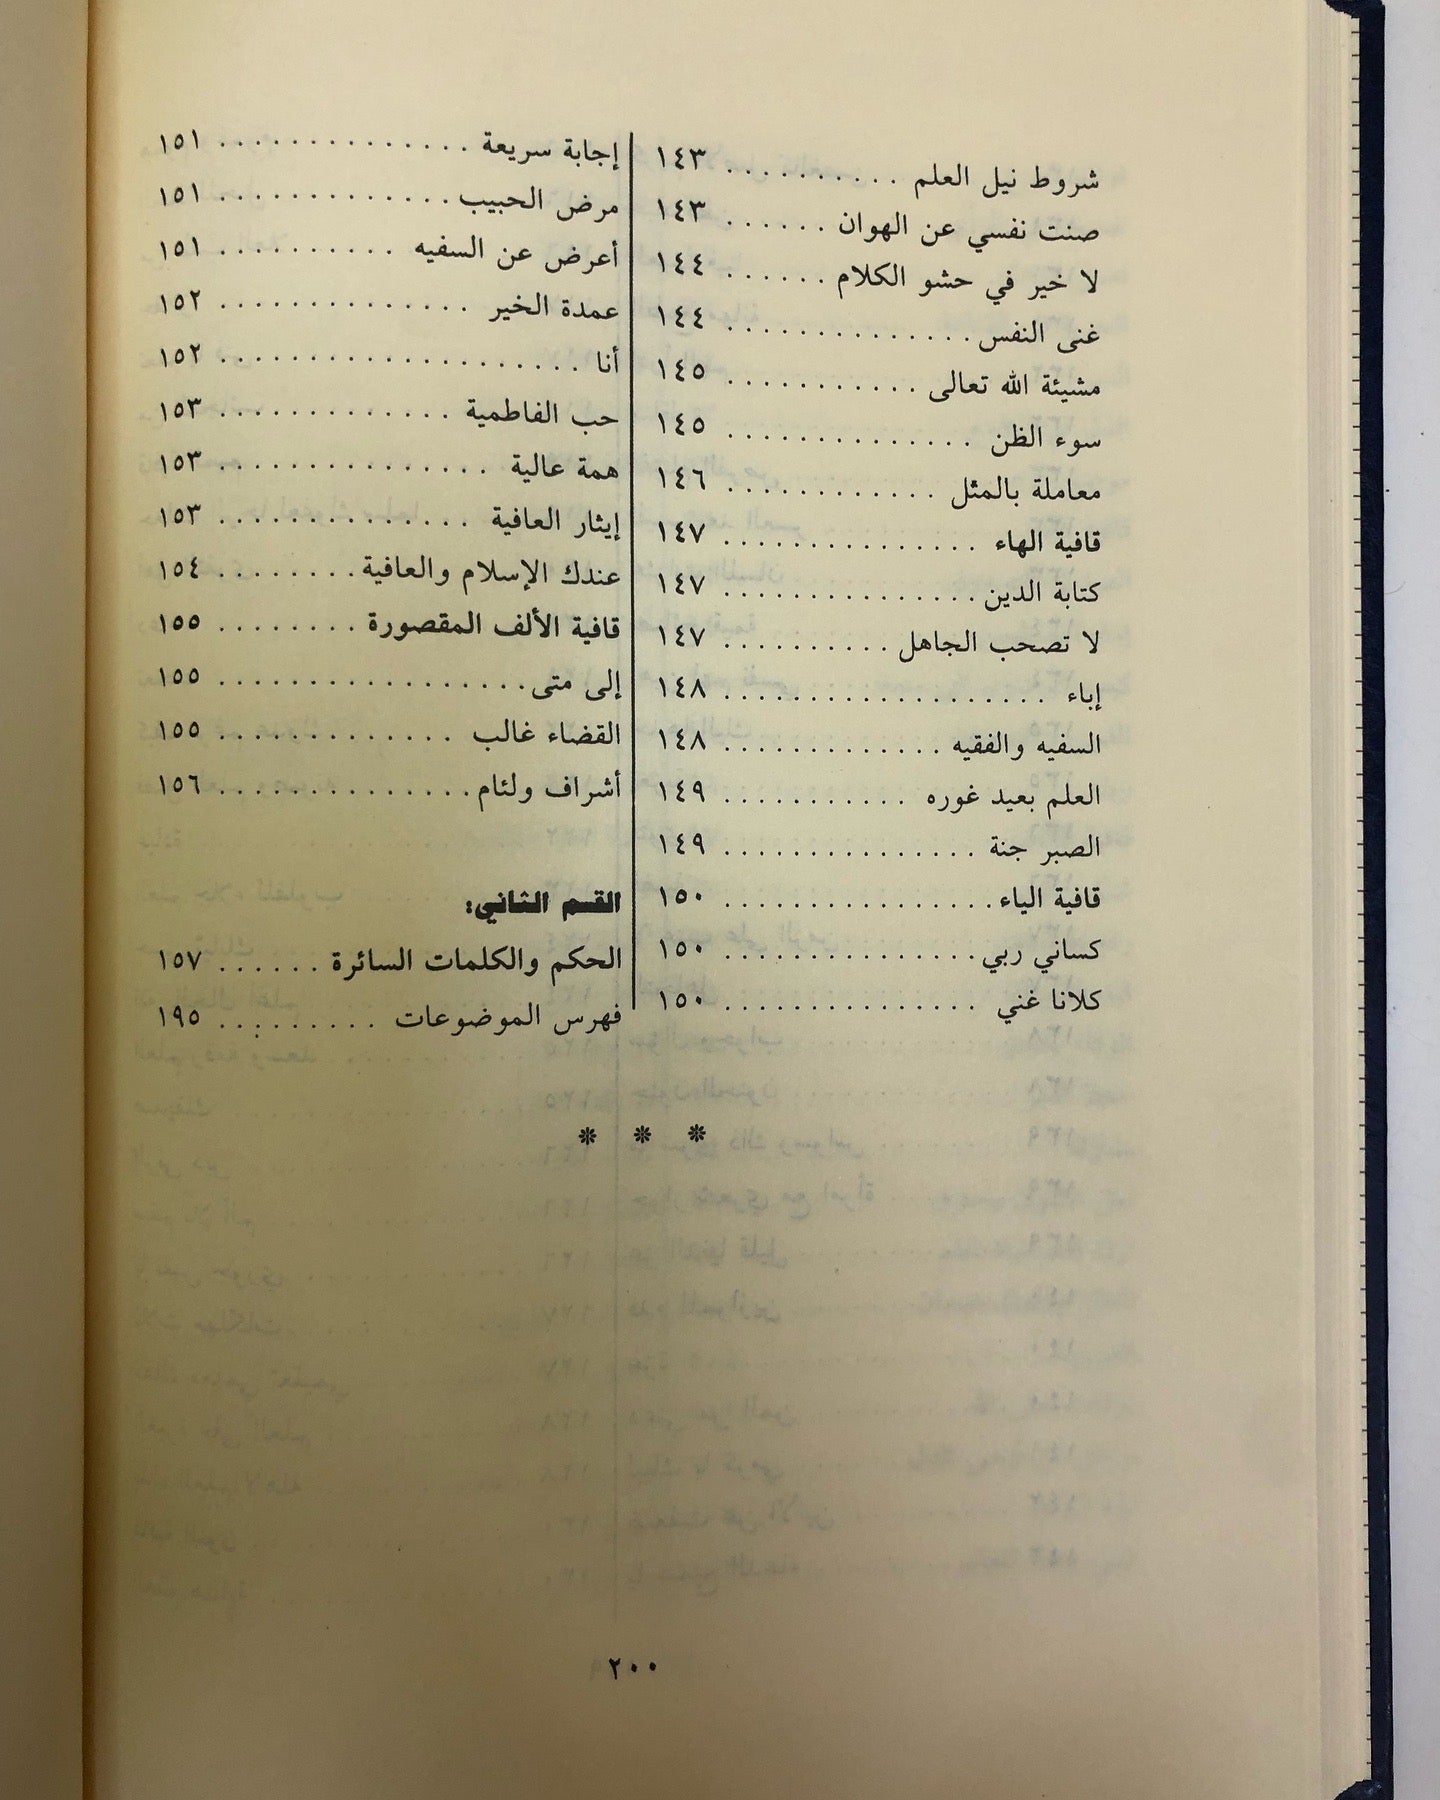 شروط نيل العلم . . . . . . . . . . ١٤٣
صنت نفسي عن الهوان . . . . . . ١٤٣
لا خير في حشو الكلام . . . . . . ١٤٤
غنى النفس . . . . . . . . . . . . . . ١٤٤
مشيئة الله تعالى . . . . . . . . . . . ١٤٥
سوء الظن . . . . . . . . . . . . . . ١٤٥
معاملة بالمثل . . . . . . . . . . . . ١٤٦
قافية الهاء . . . . . . . . . . . . . . . ١٤٧
كتابة الدين . . . . . . . . . . . . . . . ١٤٧
لا تصحب الجاهل . . . . . . . . . . ١٤٧
إباء . . . . . . . . . . . . . . . . . . . ١٤٨
السفيه والفقيه . . . . . . . . . . . . . ١٤٨
العلم بعيد غوره . . . . . . . . . . . ١٤٩
الصبر جنة . . . . . . . . . . . . . . . ١٤٩
قافية الياء . . . . . . . . . . . . . . . . ١٥٠
كساني ربي . . . . . . . . . . . . . . . ١٥٠
كلانا غني . . . . . . . . . . . . . . . ١٥٠
إجابة سريعة . . . . . . . . . . . . . . ١٥١
مرض الحبيب . . . . . . . . . . . . . ١٥١
أعرض عن السفيه . . . . . . . . . . ١٥١
عمدة الخير . . . . . . . . . . . . . . ١٥٢
أنا . . . . . . . . . . . . . . . . . . . . ١٥٢
حب الفاطمية . . . . . . . . . . . . . ١٥٣
همة عالية . . . . . . . . . . . . . . . ١٥٣
إيثار العافية . . . . . . . . . . . . . . ١٥٣
عندك الإسلام والعافية . . . . . . . . ١٥٤
قافية الألف المقصورة . . . . . . . . ١٥٥
إلى متى . . . . . . . . . . . . . . . . . ١٥٥
القضاء غالب . . . . . . . . . . . . . ١٥٥
أشراف ولئام . . . . . . . . . . . . . . ١٥٦
القسم الثاني:
الحكم والكلمات السائرة . . . . . . ١٥٧
فهرس الموضوعات . . . . . . . . . ١٩٥
* * *
٢٠٠